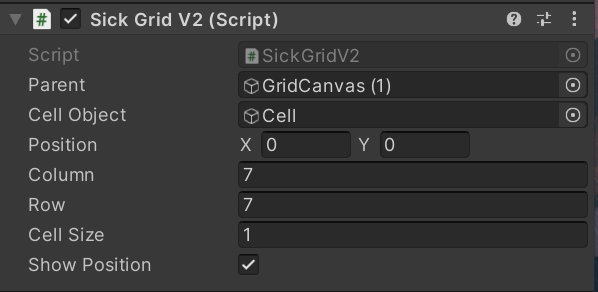 Sick Grid V2 (Script)
Script SickGridV2
Parent GridCanvas (1)
Cell Object Cell
Position X 0 Y 0
Column 7
Row 7
Cell Size 1
Show Position